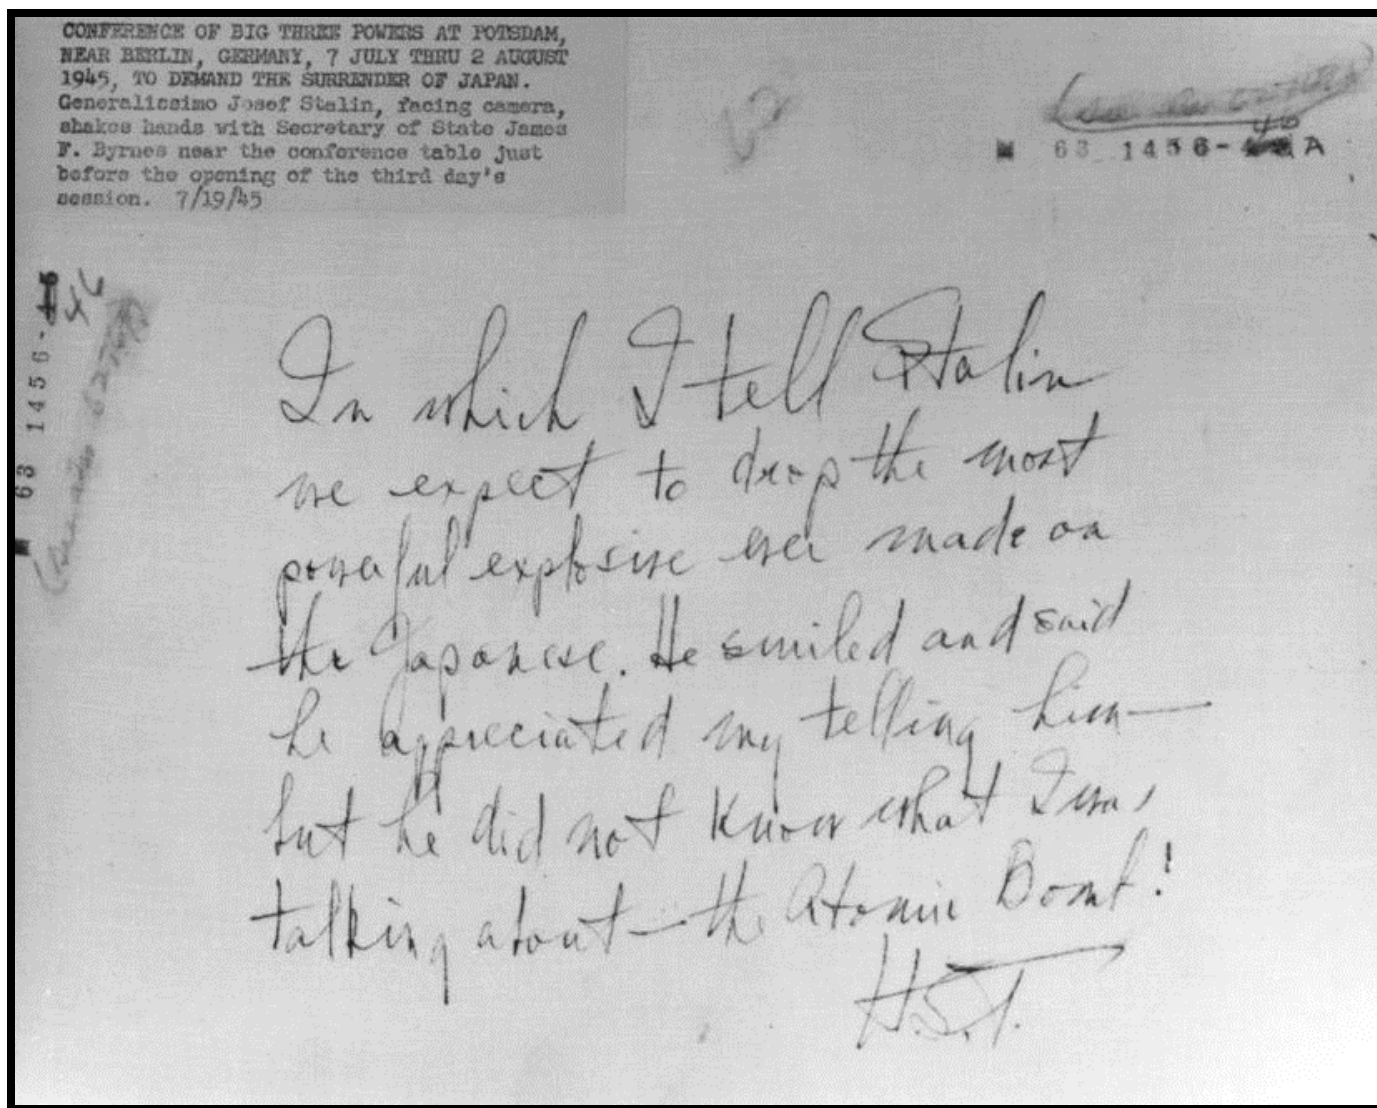 CONFERENCE OF BIG THREE POWERS AT POTSDAM,
NEAR BERLIN, GERMANY, 7 JULY THRU 2 AUGUST
1945, TO DEMAND THE SURRENDER OF JAPAN.
Generalissimo Josef Stalin, facing camera,
shakes hands with Secretary of State James
F. Byrnes near the conference table just
before the opening of the third day's
session. 7/19/45
63 1456- 46 A
63 1456- 46
In which I tell Stalin
we expect to drop the most
powerful explosive ever made on
the Japanese. He smiled and said
he appreciated my telling him—
but he did not know what I was
talking about—the Atomic Bomb!
H.S.T.